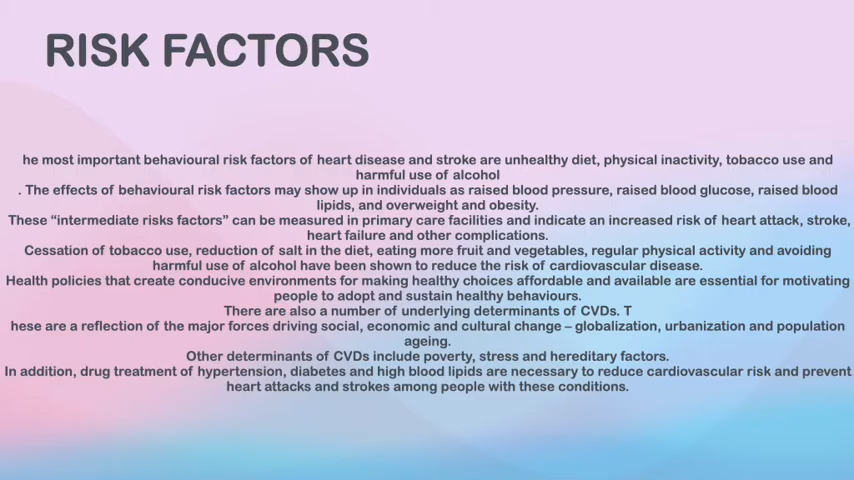 RISK FACTORS
he most important behavioural risk factors of heart disease and stroke are unhealthy diet, physical inactivity, tobacco use and
harmful use of alcohol
. The effects of behavioural risk factors may show up in individuals as raised blood pressure, raised blood glucose, raised blood
lipids, and overweight and obesity.
These “intermediate risks factors” can be measured in primary care facilities and indicate an increased risk of heart attack, stroke,
heart failure and other complications.
Cessation of tobacco use, reduction of salt in the diet, eating more fruit and vegetables, regular physical activity and avoiding
harmful use of alcohol have been shown to reduce the risk of cardiovascular disease.
Health policies that create conducive environments for making healthy choices affordable and available are essential for motivating
people to adopt and sustain healthy behaviours.
There are also a number of underlying determinants of CVDs. T
hese are a reflection of the major forces driving social, economic and cultural change – globalization, urbanization and population
ageing.
Other determinants of CVDs include poverty, stress and hereditary factors.
In addition, drug treatment of hypertension, diabetes and high blood lipids are necessary to reduce cardiovascular risk and prevent
heart attacks and strokes among people with these conditions.